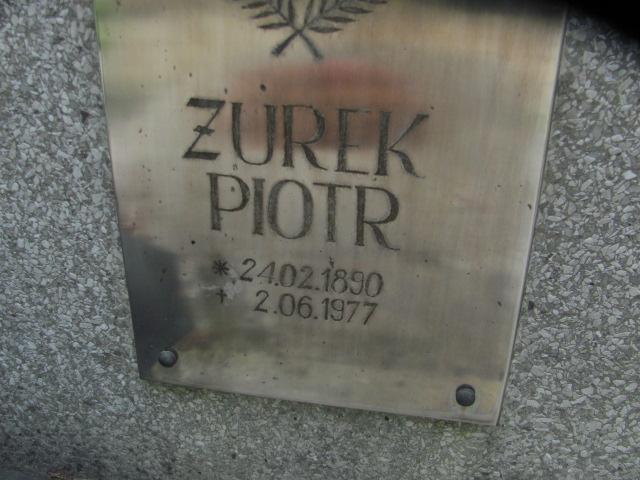 ŻUREK
PIOTR
* 24.02.1890
† 2.06.1977